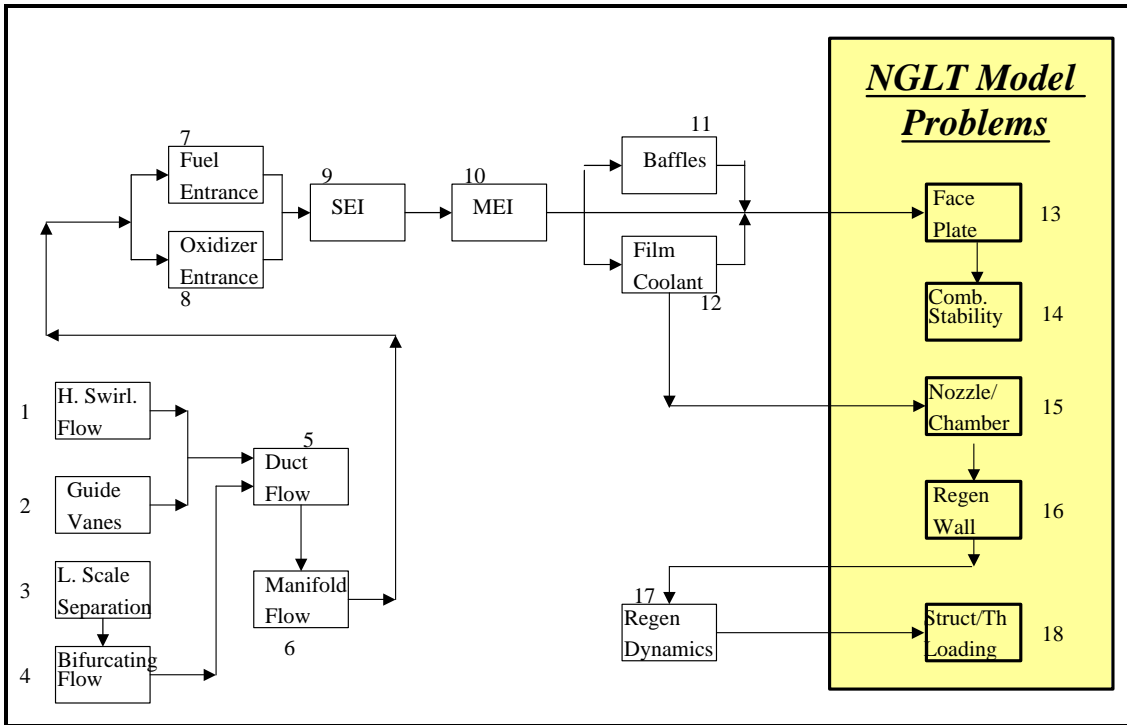 NGLT Model
Problems
7
Fuel
Entrance
Oxidizer
Entrance
8
9
SEI
10
MEI
11
Baffles
Film
Coolant
12
Face
Plate
13
Comb.
Stability
14
Nozzle/
Chamber
15
Regen
Wall
16
17
Regen
Dynamics
Struct/Th
Loading
18
1
H. Swirl.
Flow
2
Guide
Vanes
3
L. Scale
Separation
4
Bifurcating
Flow
5
Duct
Flow
Manifold
Flow
6